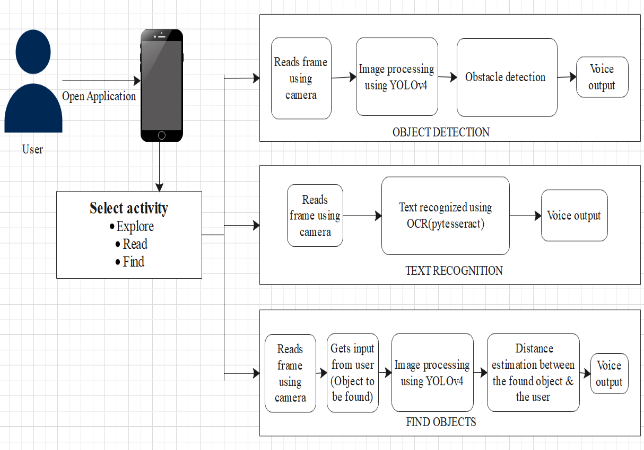 User
Open Application
Select activity
• Explore
• Read
• Find
Reads frame
using
camera
Image processing
using YOLOv4
Obstacle detection
Voice
output
OBJECT DETECTION
Reads
frame using
camera
Text recognized using
OCR(pytesseract)
Voice output
TEXT RECOGNITION
Reads
frame
using
camera
Gets input
from user
(Object to
be found)
Image processing
using YOLOv4
Distance
estimation between
the found object &
the user
Voice
output
FIND OBJECTS